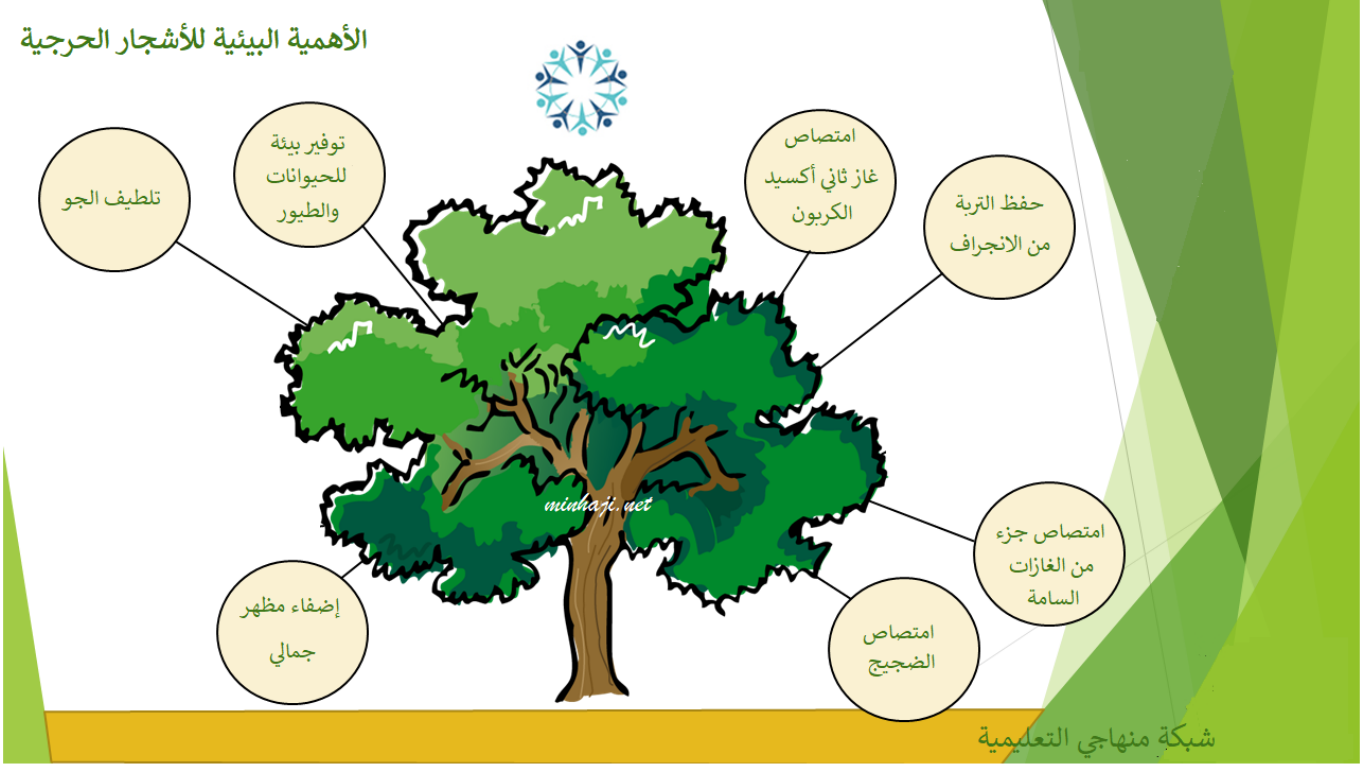 الأهمية البيئية للأشجار الحرجية
امتصاص
غاز ثاني أكسيد
الكربون
توفير بيئة
للحيوانات
والطيور
حفظ التربة
من الانجراف
تلطيف الجو
minhaji.net
امتصاص جزء
من الغازات
السامة
امتصاص
الضجيج
إضفاء مظهر
جمالي
شبكة منهاجي التعليمية